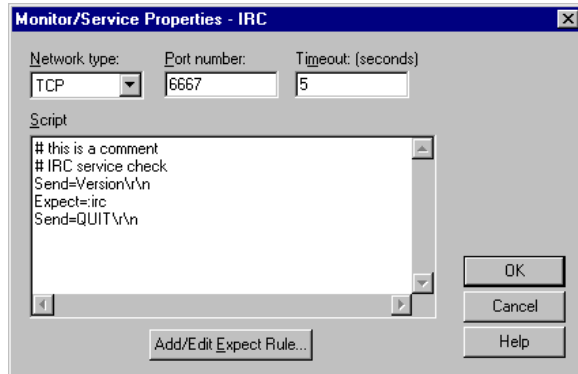 Monitor/Service Properties - IRC
Network type: Port number: Timeout: (seconds)
TCP 6667 5
Script
# this is a comment
# IRC service check
Send=Version\r\n
Expect=:irc
Send=QUIT\r\n
OK
Cancel
Add/Edit Expect Rule... Help